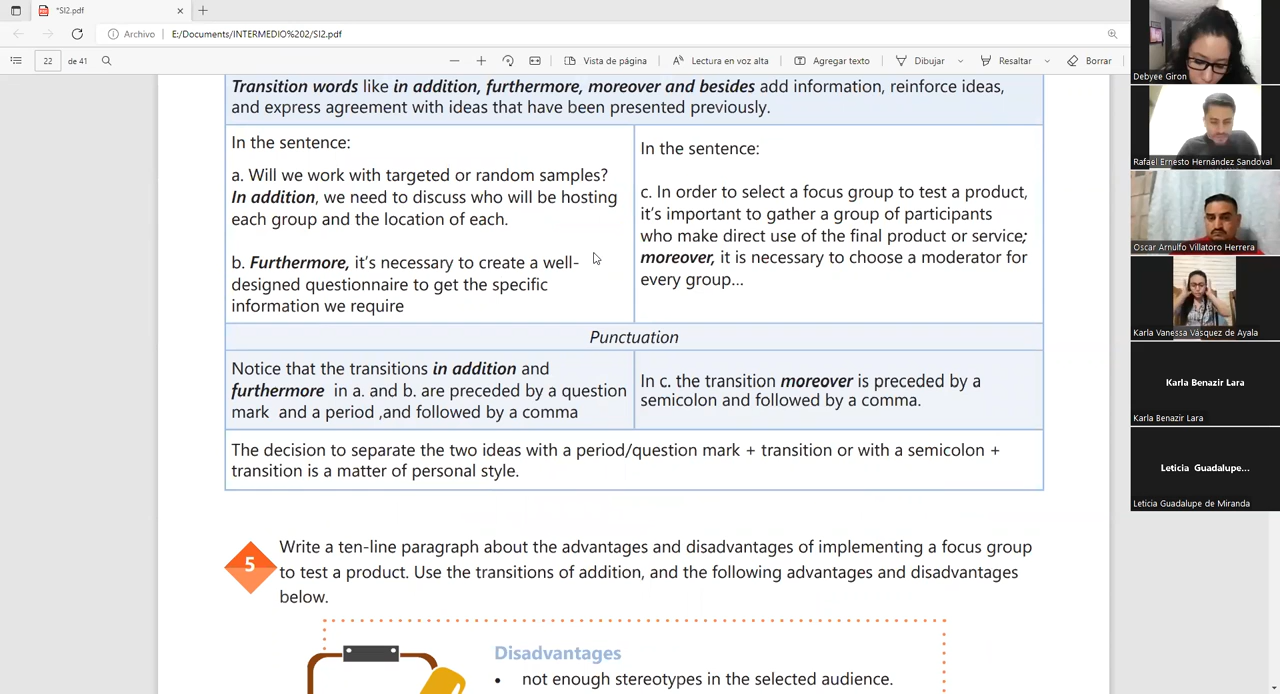 *SI2.pdf
Archivo
E:/Documents/INTERMEDIO%202/SI2.pdf
22
de 41
Vista de página
Lectura en voz alta
Agregar texto
Dibujar
Resaltar
Borrar
Transition words like in addition, furthermore, moreover and besides add information, reinforce ideas,
and express agreement with ideas that have been presented previously.
In the sentence:
a. Will we work with targeted or random samples?
In addition, we need to discuss who will be hosting
each group and the location of each.
b. Furthermore, it's necessary to create a well-
designed questionnaire to get the specific
information we require
In the sentence:
c. In order to select a focus group to test a product,
it's important to gather a group of participants
who make direct use of the final product or service;
moreover, it is necessary to choose a moderator for
every group...
Punctuation
Notice that the transitions in addition and
furthermore in a. and b. are preceded by a question
mark and a period ,and followed by a comma
In c. the transition moreover is preceded by a
semicolon and followed by a comma.
The decision to separate the two ideas with a period/question mark + transition or with a semicolon +
transition is a matter of personal style.
5
Write a ten-line paragraph about the advantages and disadvantages of implementing a focus group
to test a product. Use the transitions of addition, and the following advantages and disadvantages
below.
Disadvantages
• not enough stereotypes in the selected audience.
Debyee Giron
Rafael Ernesto Hernández Sandoval
Oscar Arnulfo Villatoro Herrera
Karla Vanessa Vásquez de Ayala
Karla Benazir Lara
Karla Benazir Lara
Leticia Guadalupe...
Leticia Guadalupe de Miranda